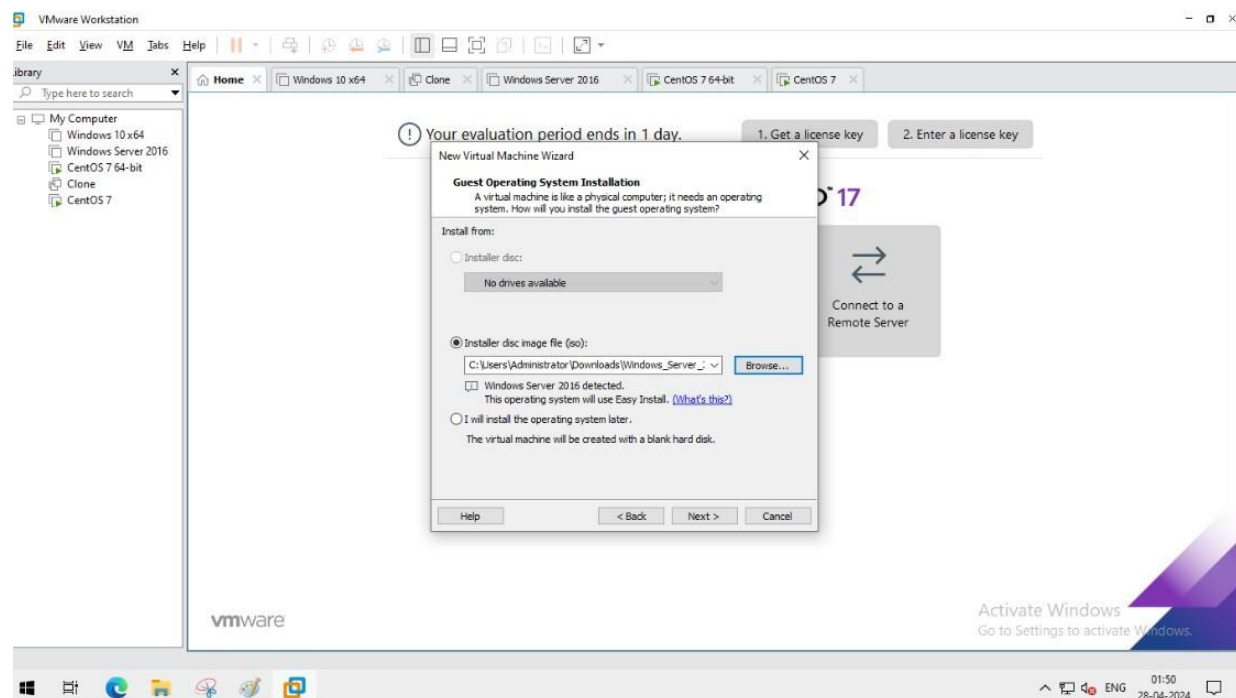 VMware Workstation
File Edit View VM Tabs Help
Library
Type here to search
My Computer
Windows 10 x64
Windows Server 2016
CentOS 7 64-bit
Clone
CentOS 7
Home Windows 10 x64 Clone Windows Server 2016 CentOS 7 64-bit CentOS 7
Your evaluation period ends in 1 day. 1. Get a license key 2. Enter a license key
17
Connect to a
Remote Server
New Virtual Machine Wizard
Guest Operating System Installation
A virtual machine is like a physical computer; it needs an operating
system. How will you install the guest operating system?
Install from:
Installer disc:
No drives available
Installer disc image file (iso):
C:\Users\Administrator\Downloads\Windows_Server_ Browse...
Windows Server 2016 detected.
This operating system will use Easy Install. (What's this?)
I will install the operating system later.
The virtual machine will be created with a blank hard disk.
Help < Back Next > Cancel
vmware
Activate Windows
Go to Settings to activate Windows.
ENG 01:50
28-04-2024